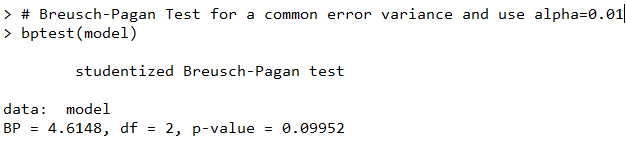 > # Breusch-Pagan Test for a common error variance and use alpha=0.01
> bptest(model)
studentized Breusch-Pagan test
data:  model
BP = 4.6148, df = 2, p-value = 0.09952